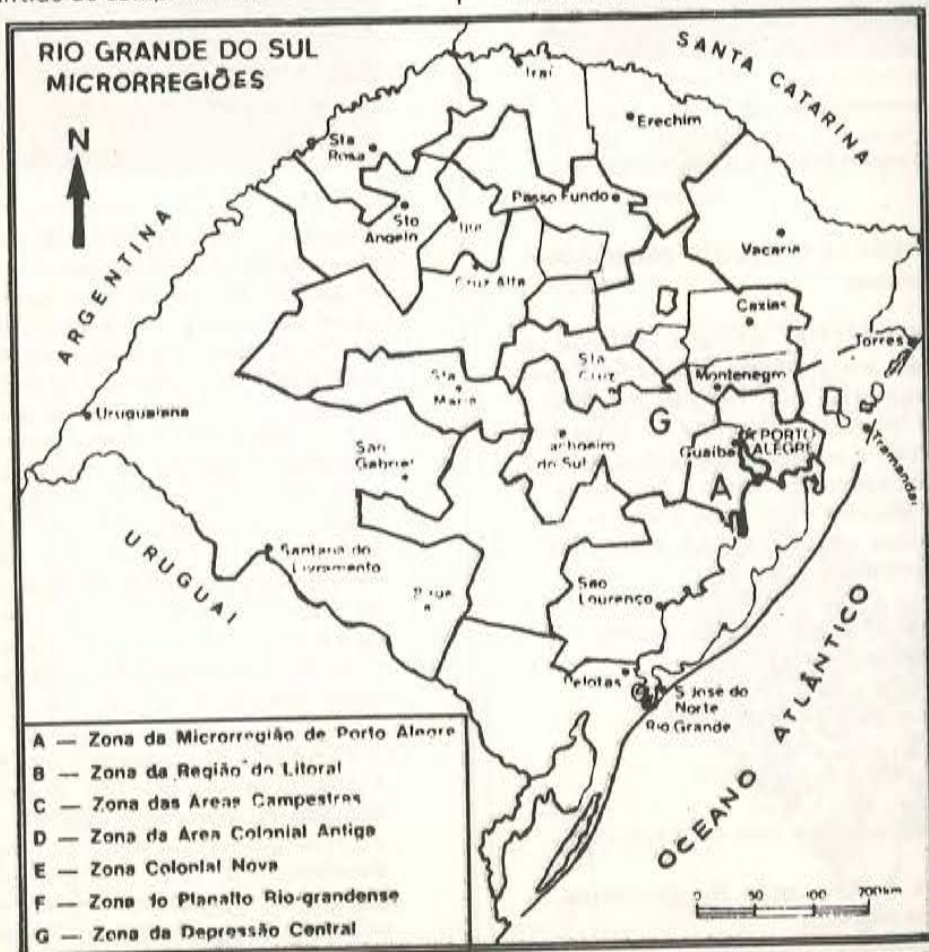 RIO GRANDE DO SUL
MICRORREGIÕES
N
SANTA CATARINA
ARGENTINA
URUGUAI
OCEANO ATLÂNTICO
Iraí
Erechim
Sta
Rosa
Sto
Angelo
Passo Fundo
Cruz Alta
Vacaria
Caxias
Torres
Montenegro
Sta
Cruz
Sta
Maria
Uruguaiana
G
PORTO
ALEGRE
Guaíba
Tramandaí
San
Gabriel
do Sul
A
Santana do
Livramento
Sao
Lourenço
Pelotas
S José do
Norte
Rio Grande
A — Zona da Microrregião de Porto Alegre
B — Zona da Região do Litoral
C — Zona das Áreas Campestres
D — Zona da Área Colonial Antiga
E — Zona Colonial Nova
F — Zona do Planalto Rio-grandense
G — Zona da Depressão Central
0 50 100 200km